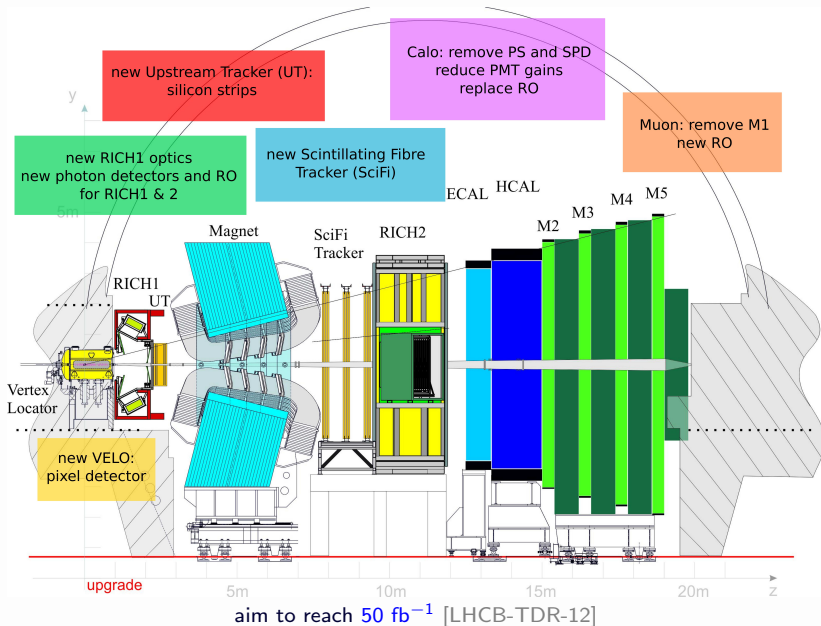 new Upstream Tracker (UT):
silicon strips
Calo: remove PS and SPD
reduce PMT gains
replace RO
Muon: remove M1
new RO
new RICH1 optics
new photon detectors and RO
for RICH1 & 2
new Scintillating Fibre
Tracker (SciFi)
y
5m
ECAL
HCAL
M2
M3
M4
M5
Magnet
SciFi
Tracker
RICH2
RICH1
UT
Vertex
Locator
new VELO:
pixel detector
upgrade
5m
10m
15m
20m
z
aim to reach 50 fb⁻¹ [LHCB-TDR-12]